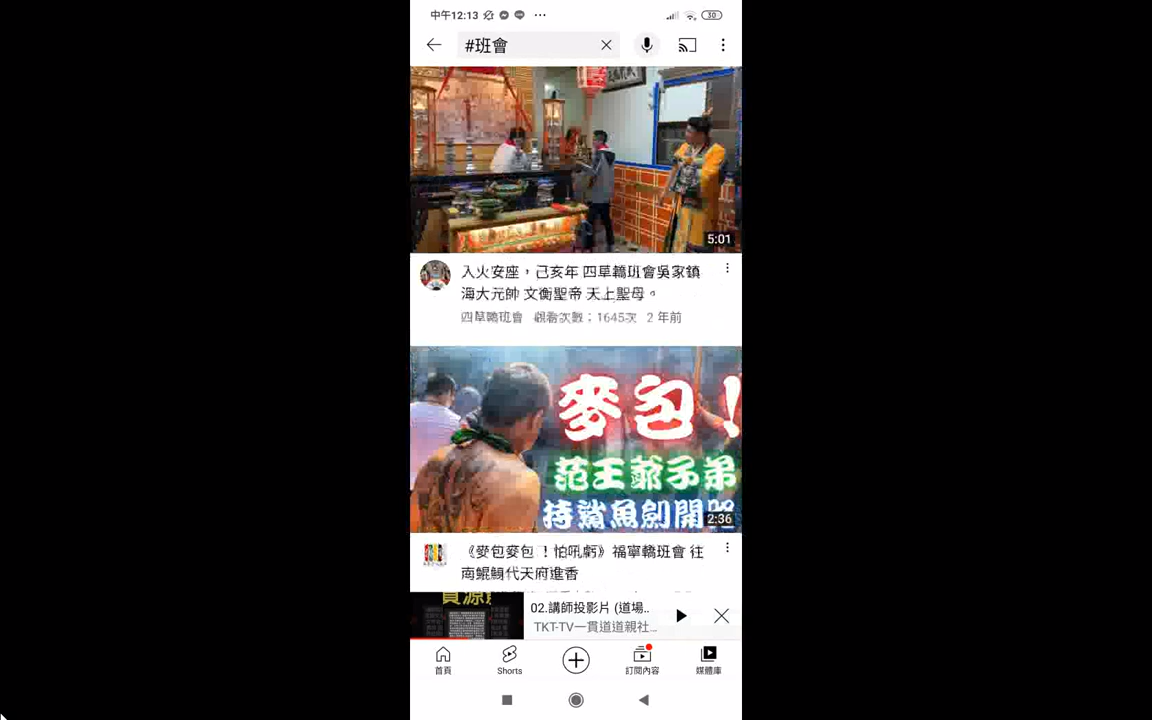 中午12:13
30
#班會
5:01
入火安座，己亥年 四草轎班會吳家鎮
海大元帥 文衡聖帝 天上聖母。
四草轎班會 觀看次數：1645次 2 年前
麥包！
范王爺子弟
持鯊魚劍開
2:36
《麥包麥包 ！怕吼虧》福寧轎班會 往
南鯤鯓代天府進香
資源
02.講師投影片 (道場..
TKT-TV一貫道道親社...
首頁
Shorts
訂閱內容
媒體庫